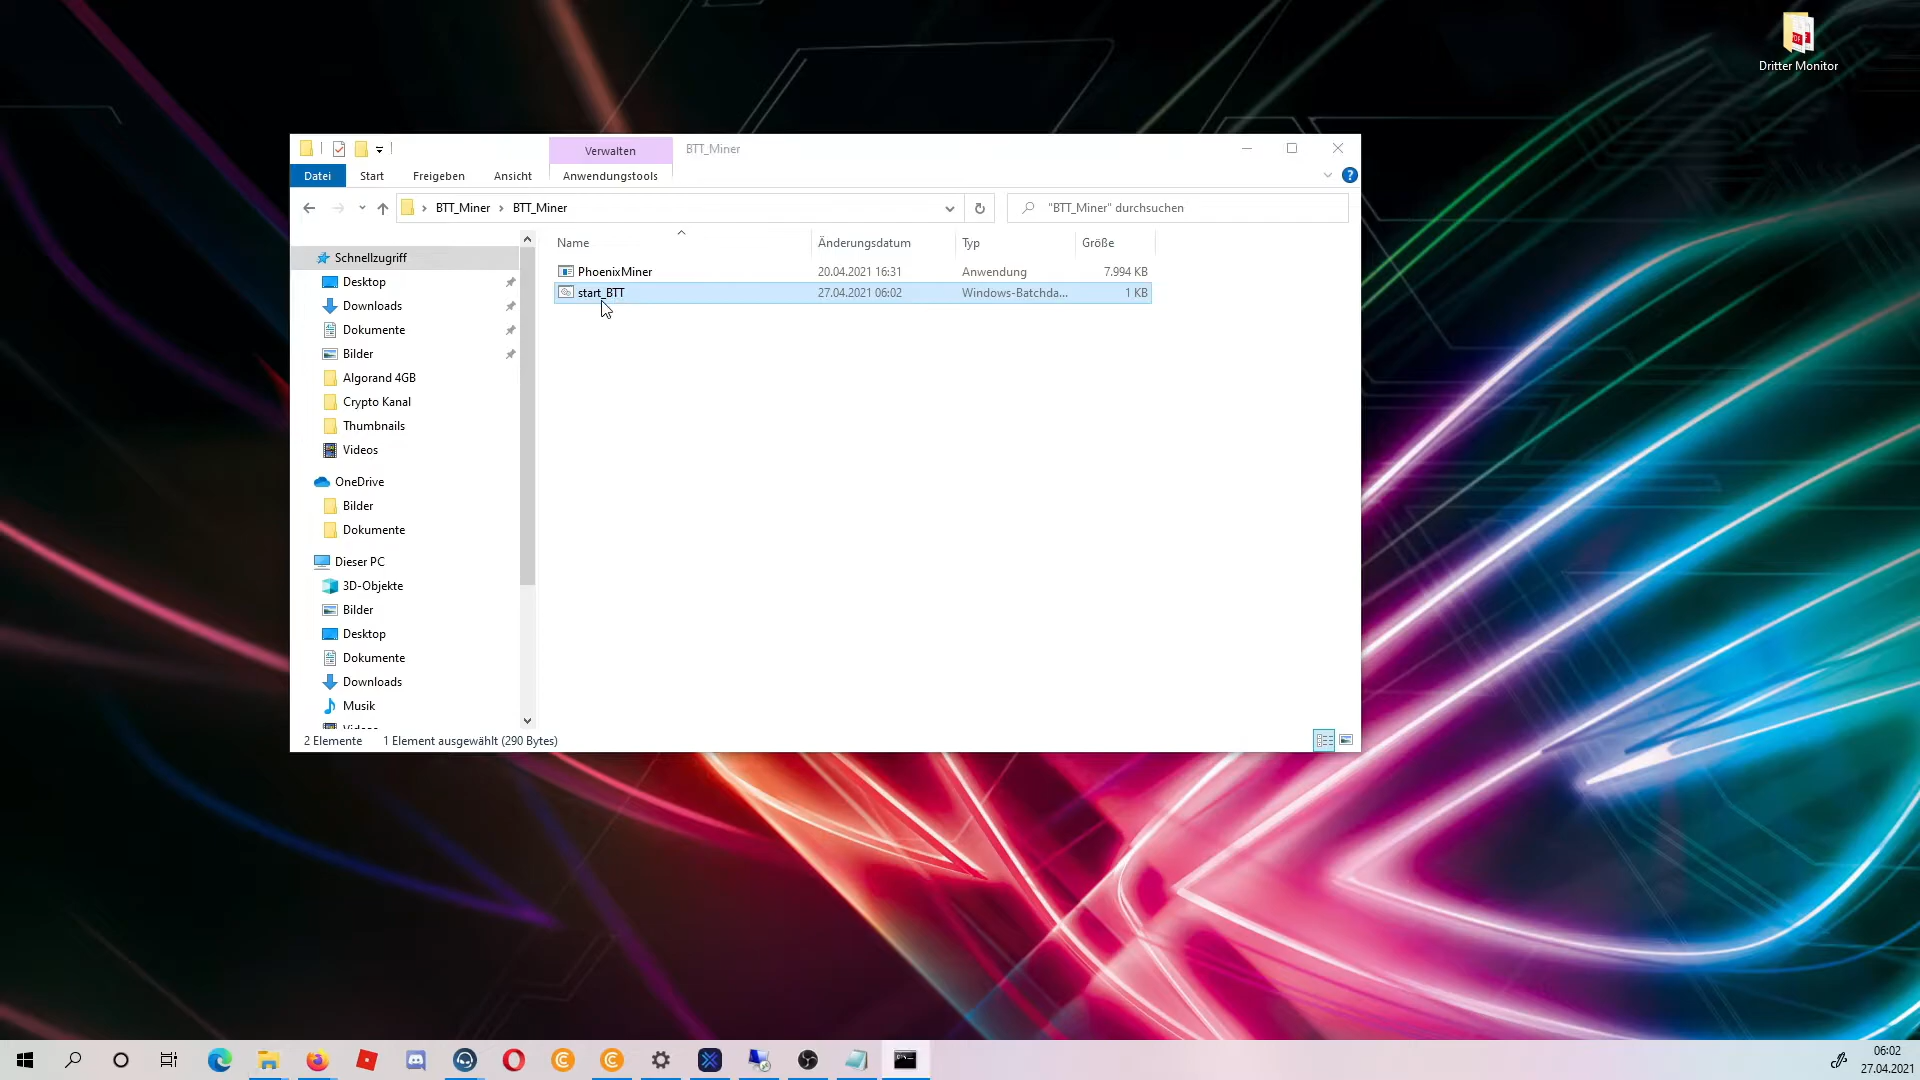 Dritter Monitor
Verwalten
BTT_Miner
Datei
Start
Freigeben
Ansicht
Anwendungstools
BTT_Miner
BTT_Miner
"BTT_Miner" durchsuchen
Name
Änderungsdatum
Typ
Größe
PhoenixMiner
20.04.2021 16:31
Anwendung
7.994 KB
start_BTT
27.04.2021 06:02
Windows-Batchda...
1 KB
Schnellzugriff
Desktop
Downloads
Dokumente
Bilder
Algorand 4GB
Crypto Kanal
Thumbnails
Videos
OneDrive
Bilder
Dokumente
Dieser PC
3D-Objekte
Bilder
Desktop
Dokumente
Downloads
Musik
Videos
2 Elemente
1 Element ausgewählt (290 Bytes)
06:02
27.04.2021